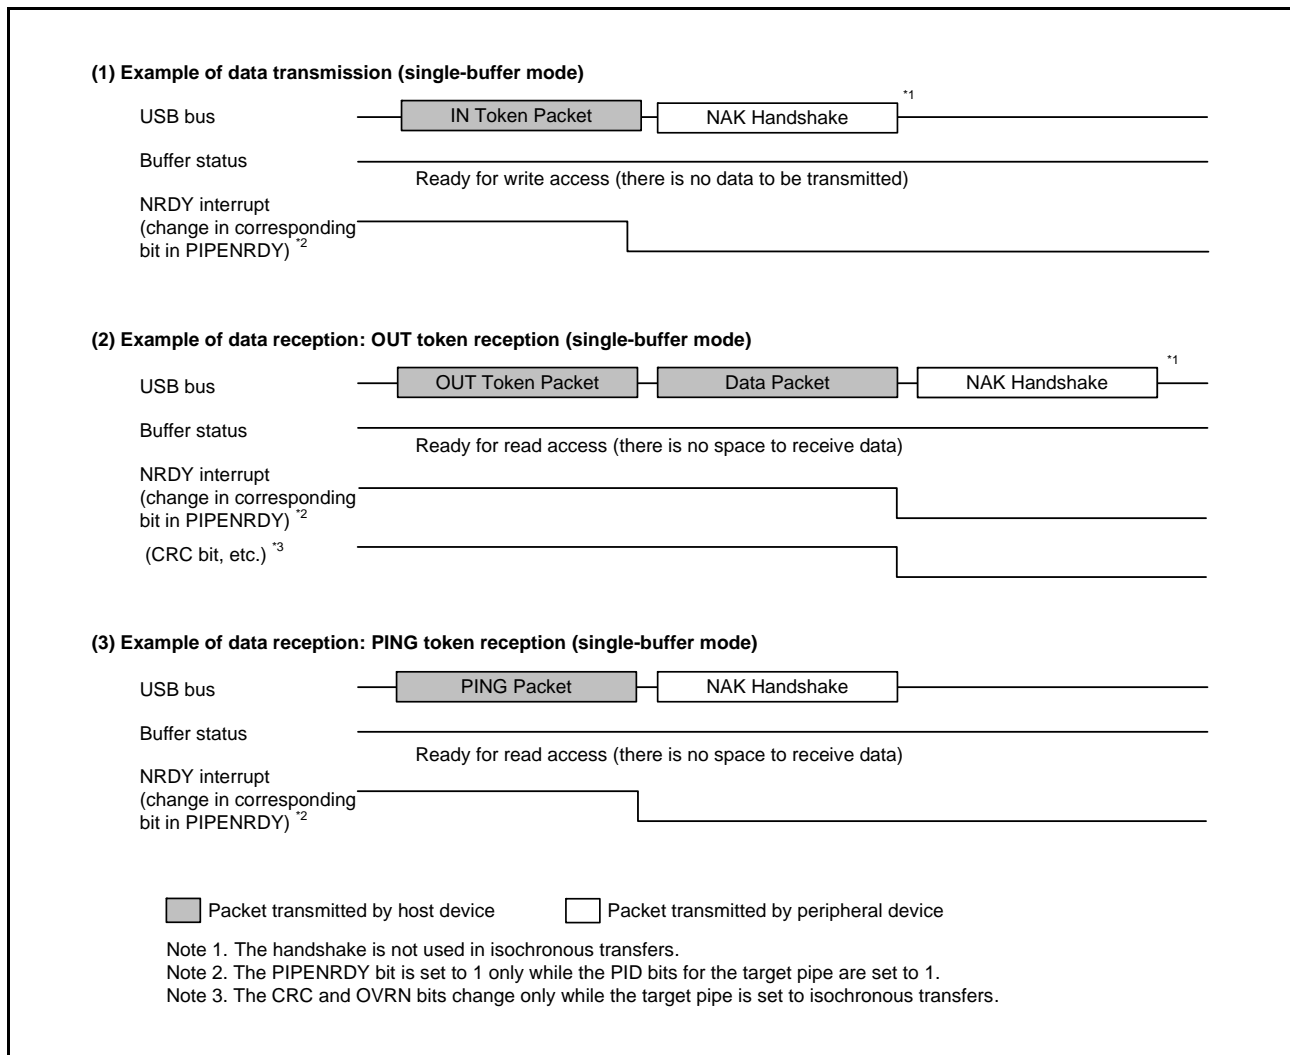 (1) Example of data transmission (single-buffer mode)
USB bus
IN Token Packet
NAK Handshake
*1
Buffer status
Ready for write access (there is no data to be transmitted)
NRDY interrupt
(change in corresponding
bit in PIPENRDY) *2
(2) Example of data reception: OUT token reception (single-buffer mode)
USB bus
OUT Token Packet
Data Packet
NAK Handshake
*1
Buffer status
Ready for read access (there is no space to receive data)
NRDY interrupt
(change in corresponding
bit in PIPENRDY) *2
(CRC bit, etc.) *3
(3) Example of data reception: PING token reception (single-buffer mode)
USB bus
PING Packet
NAK Handshake
Buffer status
Ready for read access (there is no space to receive data)
NRDY interrupt
(change in corresponding
bit in PIPENRDY) *2
Packet transmitted by host device
Packet transmitted by peripheral device
Note 1. The handshake is not used in isochronous transfers.
Note 2. The PIPENRDY bit is set to 1 only while the PID bits for the target pipe are set to 1.
Note 3. The CRC and OVRN bits change only while the target pipe is set to isochronous transfers.